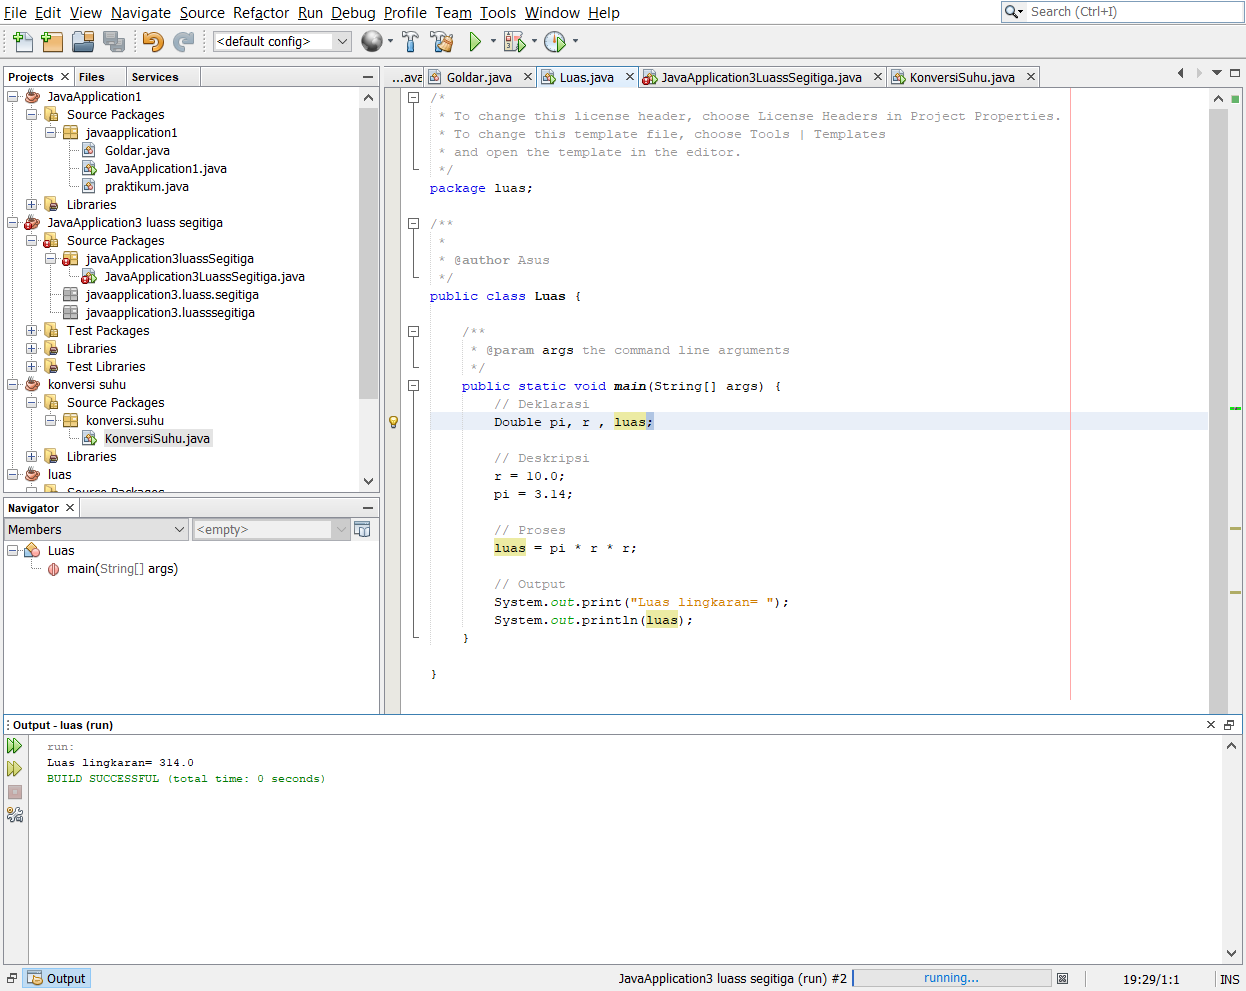 File Edit View Navigate Source Refactor Run Debug Profile Team Tools Window Help
Search (Ctrl+I)
<default config>
Projects Files Services
JavaApplication1
Source Packages
javaapplication1
Goldar.java
JavaApplication1.java
praktikum.java
Libraries
JavaApplication3 luass segitiga
Source Packages
javaApplication3luassSegitiga
JavaApplication3LuassSegitiga.java
javaapplication3.luass.segitiga
javaapplication3.luasssegitiga
Test Packages
Libraries
Test Libraries
konversi suhu
Source Packages
konversi.suhu
KonversiSuhu.java
Libraries
luas
Source Packages
Navigator
Members <empty>
Luas
main(String[] args)
...ava Goldar.java Luas.java JavaApplication3LuassSegitiga.java KonversiSuhu.java
/*
* To change this license header, choose License Headers in Project Properties.
* To change this template file, choose Tools | Templates
* and open the template in the editor.
*/
package luas;
/**
*
* @author Asus
*/
public class Luas {
/**
* @param args the command line arguments
*/
public static void main(String[] args) {
// Deklarasi
Double pi, r , luas;
// Deskripsi
r = 10.0;
pi = 3.14;
// Proses
luas = pi * r * r;
// Output
System.out.print("Luas lingkaran= ");
System.out.println(luas);
}
}
Output - luas (run)
run:
Luas lingkaran= 314.0
BUILD SUCCESSFUL (total time: 0 seconds)
Output
JavaApplication3 luass segitiga (run) #2 running... 19:29/1:1 INS